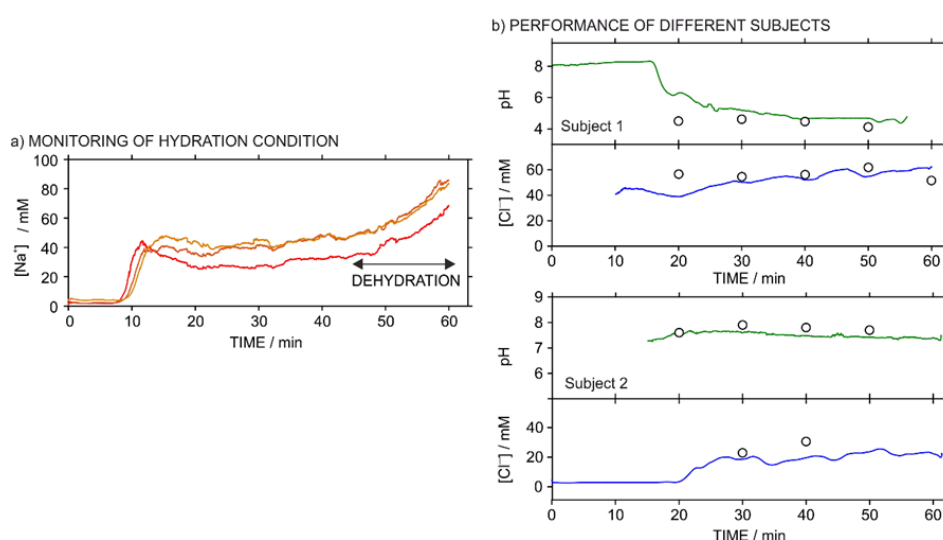 b) PERFORMANCE OF DIFFERENT SUBJECTS
8
6
4
pH
Subject 1
60
40
20
0
[Cl⁻] / mM
0 10 20 30 40 50 60
TIME / min
9
8
7
6
pH
Subject 2
40
20
0
[Cl⁻] / mM
0 10 20 30 40 50 60
TIME / min
a) MONITORING OF HYDRATION CONDITION
100
80
60
40
20
0
[Na⁺] / mM
DEHYDRATION
0 10 20 30 40 50 60
TIME / min